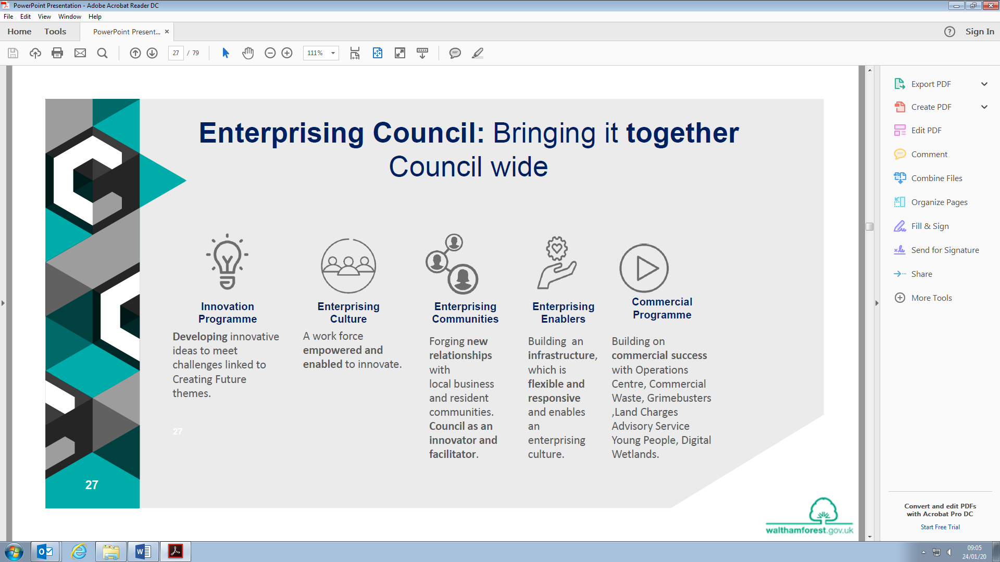 PowerPoint Presentation - Adobe Acrobat Reader DC
File Edit View Window Help
Home Tools PowerPoint Present... × Sign In
27 / 79 111%
Enterprising Council: Bringing it together
Council wide
Innovation
Programme
Developing innovative
ideas to meet
challenges linked to
Creating Future
themes.
Enterprising
Culture
A work force
empowered and
enabled to innovate.
Enterprising
Communities
Forging new
relationships
with
local business
and resident
communities.
Council as an
innovator and
facilitator.
Enterprising
Enablers
Building an
infrastructure,
which is
flexible and
responsive
and enables
an
enterprising
culture.
Commercial
Programme
Building on
commercial success
with Operations
Centre, Commercial
Waste, Grimebusters
,Land Charges
Advisory Service
Young People, Digital
Wetlands.
27
27
walthamforest.gov.uk
Export PDF
Create PDF
Edit PDF
Comment
Combine Files
Organize Pages
Fill & Sign
Send for Signature
Share
More Tools
Convert and edit PDFs
with Acrobat Pro DC
Start Free Trial
09:05
24/01/20